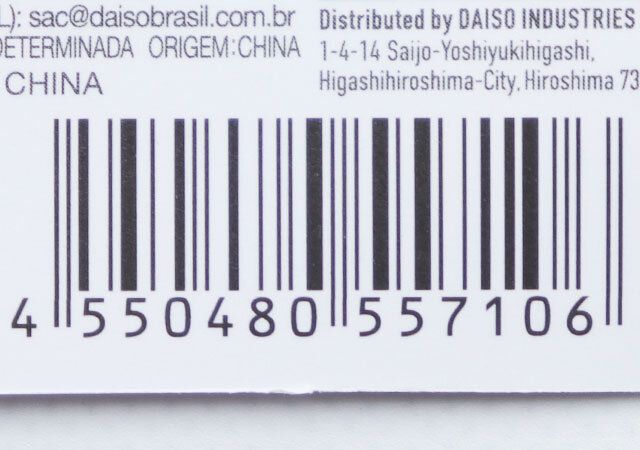 L): sac@daisobrasil.com.br
DETERMINADA ORIGEM:CHINA
CHINA
Distributed by DAISO INDUSTRIES
1-4-14 Saijo-Yoshiyukihigashi,
Higashihiroshima-City, Hiroshima 73
4 550480 557106